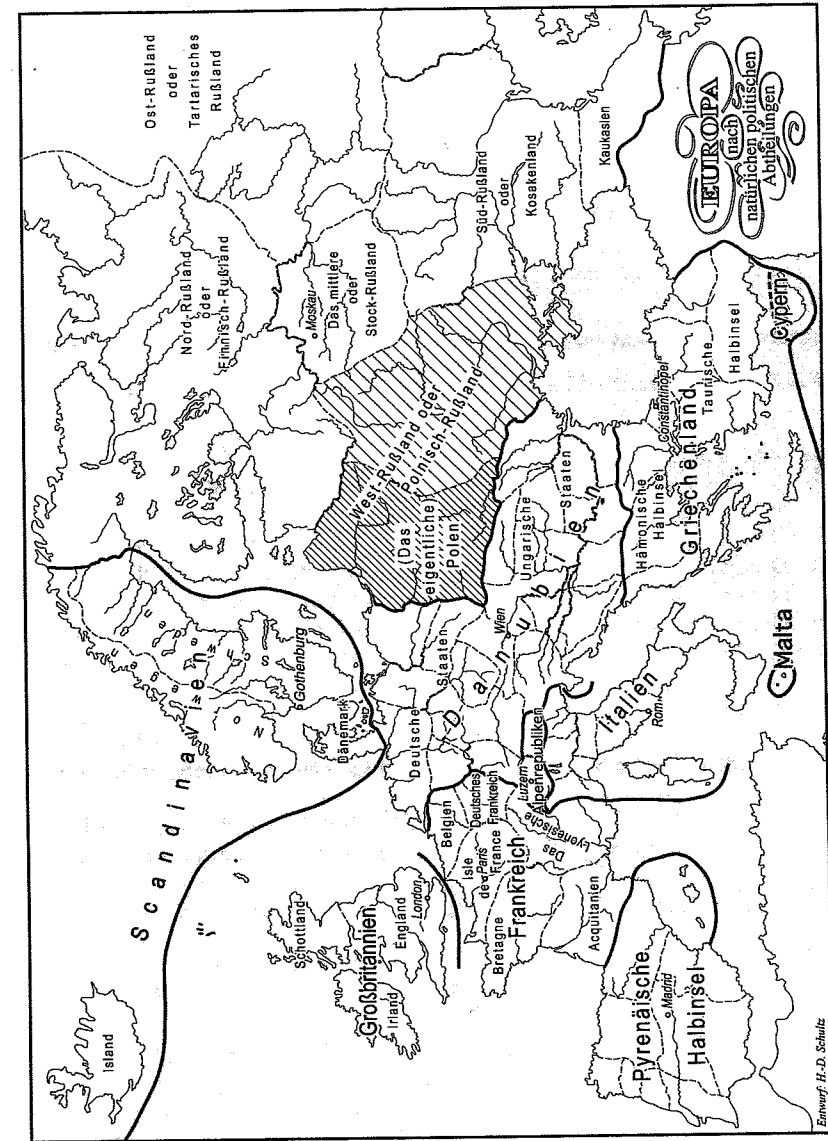 EUROPA
nach
natürlichen politischen
Abtheilungen
Island
Scandinavien
Norwegen
Schweden
Gothenburg
Dänemark
Nord-Rußland
oder
Finnisch-Rußland
Ost-Rußland
oder
Tartarisches
Rußland
Moskau
Das mittlere
oder
Stock-Rußland
West-Rußland oder
Polnisch-Rußland
(Das
eigentliche
Polen)
Süd-Rußland
oder
Kosakenland
Kaukasien
Schottland
Großbritannien
Irland
England
London
Belgien
Deutsches
Frankreich
Isle
de Paris
France
Bretagne
Frankreich
Das
Lyonesische
Acquitanien
Deutsche
Staaten
Danubien
Wien
Ungarische
Staaten
Luzern
Alpenrepubliken
Italien
Rom
Malta
Hämonische
Halbinsel
Constantinopel
Griechenland
Taurische
Halbinsel
Cypern
Pyrenäische
Madrid
Halbinsel
Entwurf: H.-D. Schultz